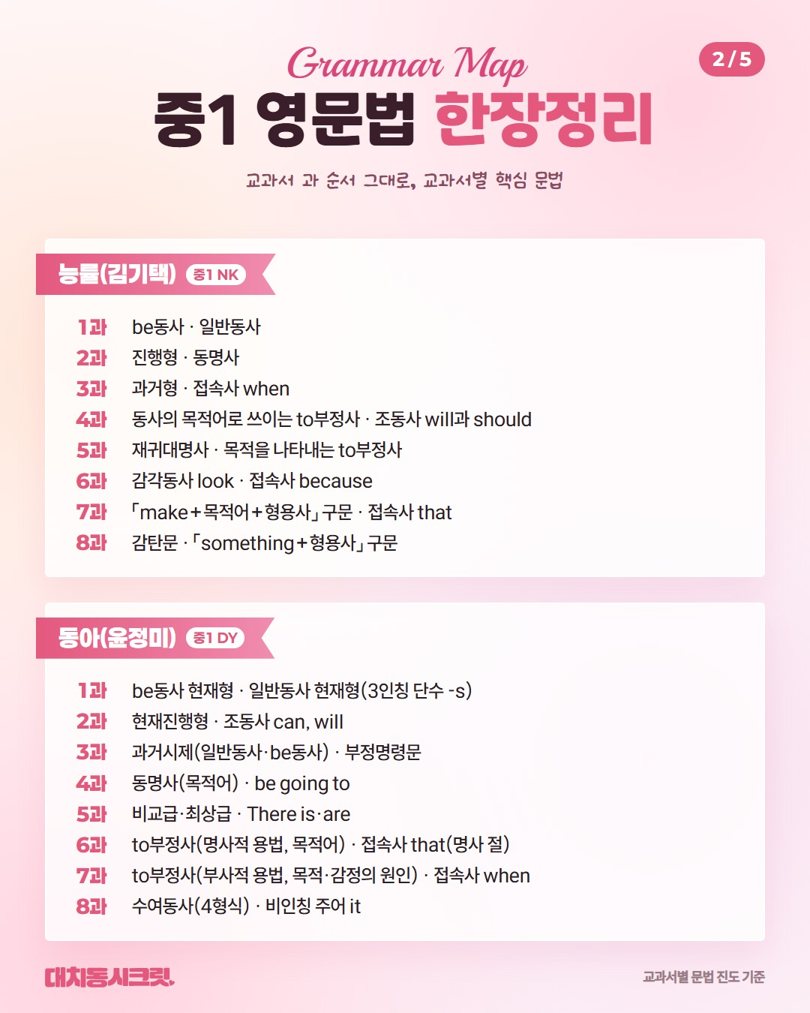 Grammar Map
2/5
중1 영문법 한장정리
교과서 과 순서 그대로, 교과서별 핵심 문법
능률(김기택) 중1 NK
1과 be동사 · 일반동사
2과 진행형 · 동명사
3과 과거형 · 접속사 when
4과 동사의 목적어로 쓰이는 to부정사 · 조동사 will과 should
5과 재귀대명사 · 목적을 나타내는 to부정사
6과 감각동사 look · 접속사 because
7과 「make+목적어+형용사」 구문 · 접속사 that
8과 감탄문 · 「something+형용사」 구문
동아(윤정미) 중1 DY
1과 be동사 현재형 · 일반동사 현재형(3인칭 단수 -s)
2과 현재진행형 · 조동사 can, will
3과 과거시제(일반동사·be동사) · 부정명령문
4과 동명사(목적어) · be going to
5과 비교급·최상급 · There is·are
6과 to부정사(명사적 용법, 목적어) · 접속사 that(명사 절)
7과 to부정사(부사적 용법, 목적·감정의 원인) · 접속사 when
8과 수여동사(4형식) · 비인칭 주어 it
대치동시크릿.
교과서별 문법 진도 기준